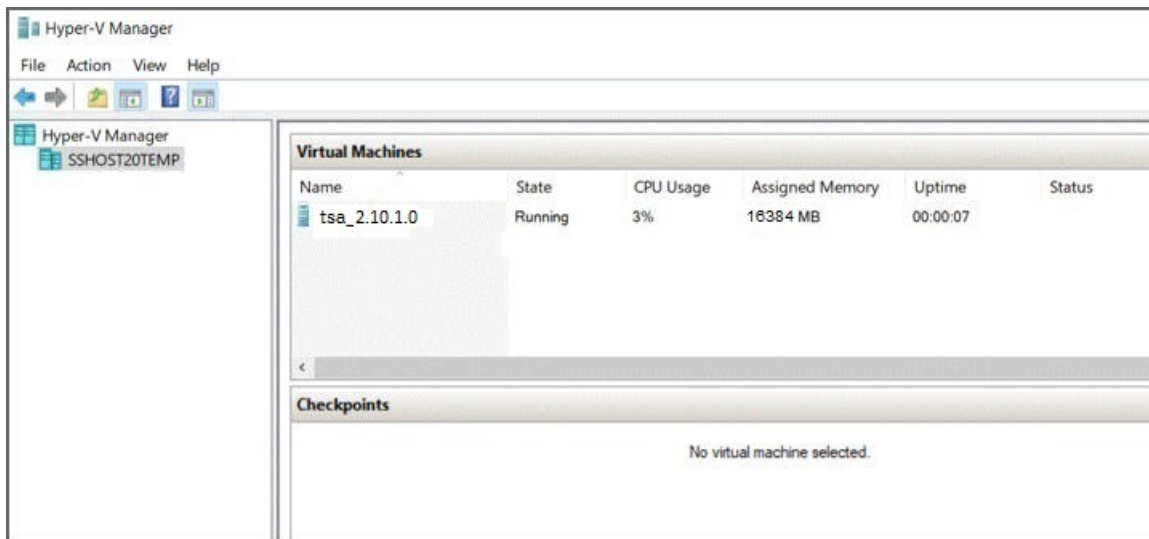 Hyper-V Manager
File Action View Help
Hyper-V Manager
SSHOST20TEMP
Virtual Machines
Name State CPU Usage Assigned Memory Uptime Status
tsa_2.10.1.0 Running 3% 16384 MB 00:00:07
Checkpoints
No virtual machine selected.